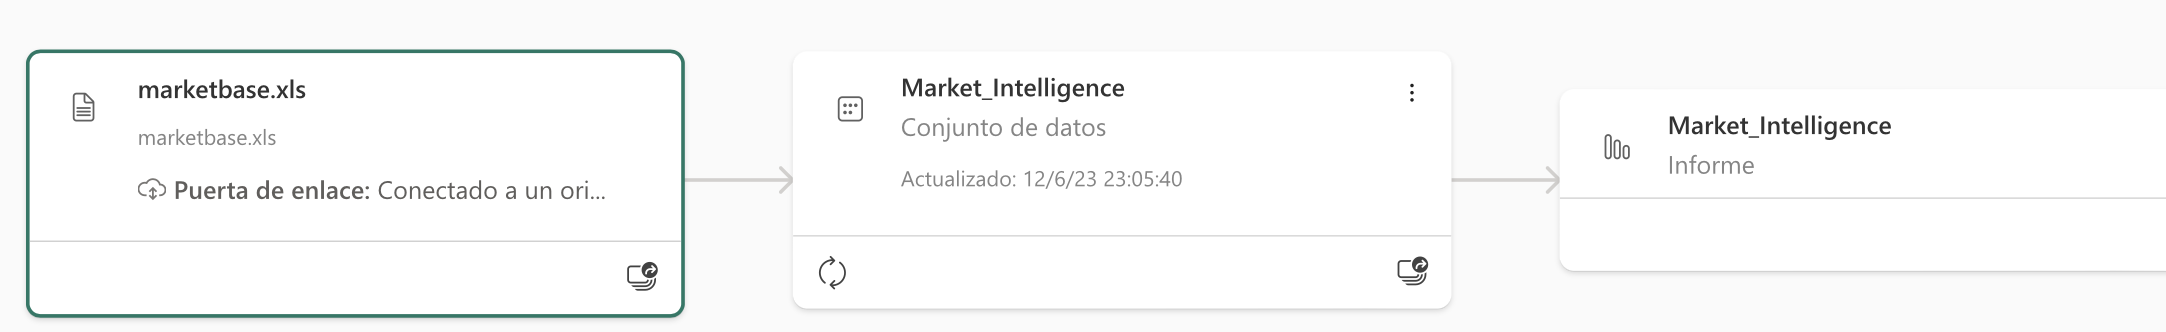 marketbase.xls
marketbase.xls
Puerta de enlace: Conectado a un ori...
Market_Intelligence
Conjunto de datos
Actualizado: 12/6/23 23:05:40
Market_Intelligence
Informe